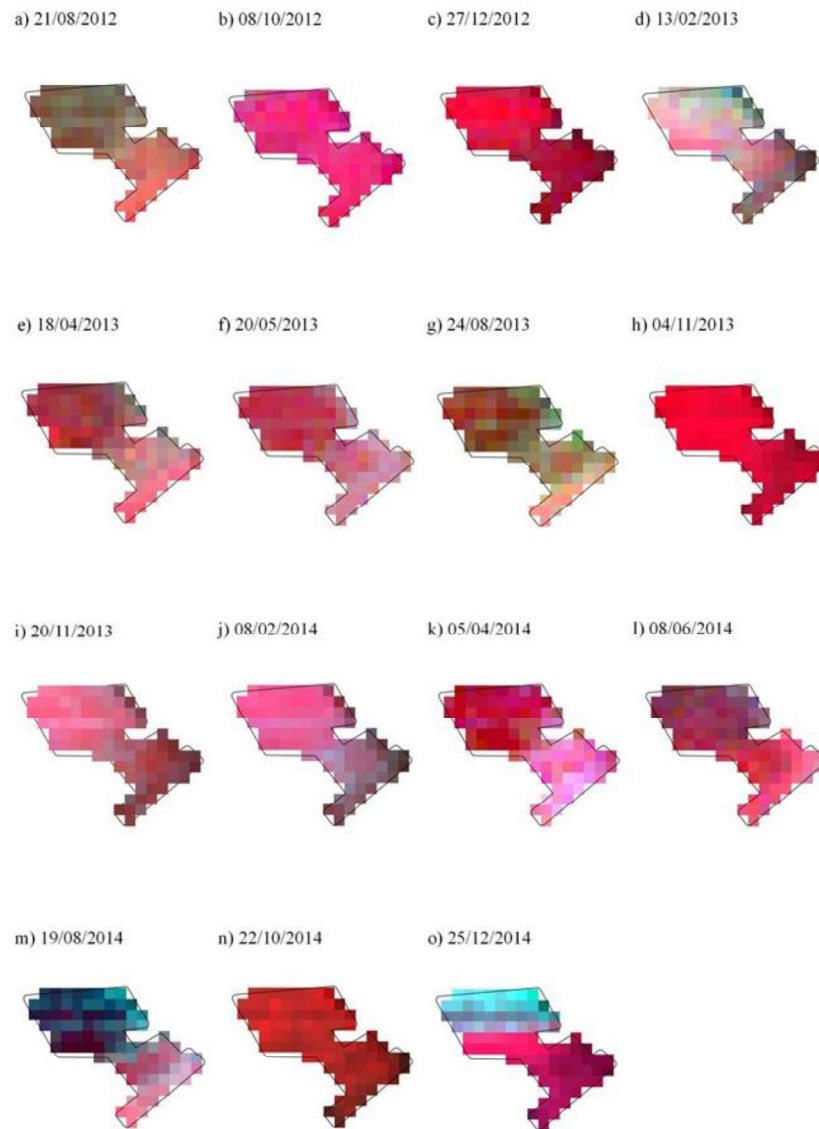 a) 21/08/2012 b) 08/10/2012 c) 27/12/2012 d) 13/02/2013
e) 18/04/2013 f) 20/05/2013 g) 24/08/2013 h) 04/11/2013
i) 20/11/2013 j) 08/02/2014 k) 05/04/2014 l) 08/06/2014
m) 19/08/2014 n) 22/10/2014 o) 25/12/2014